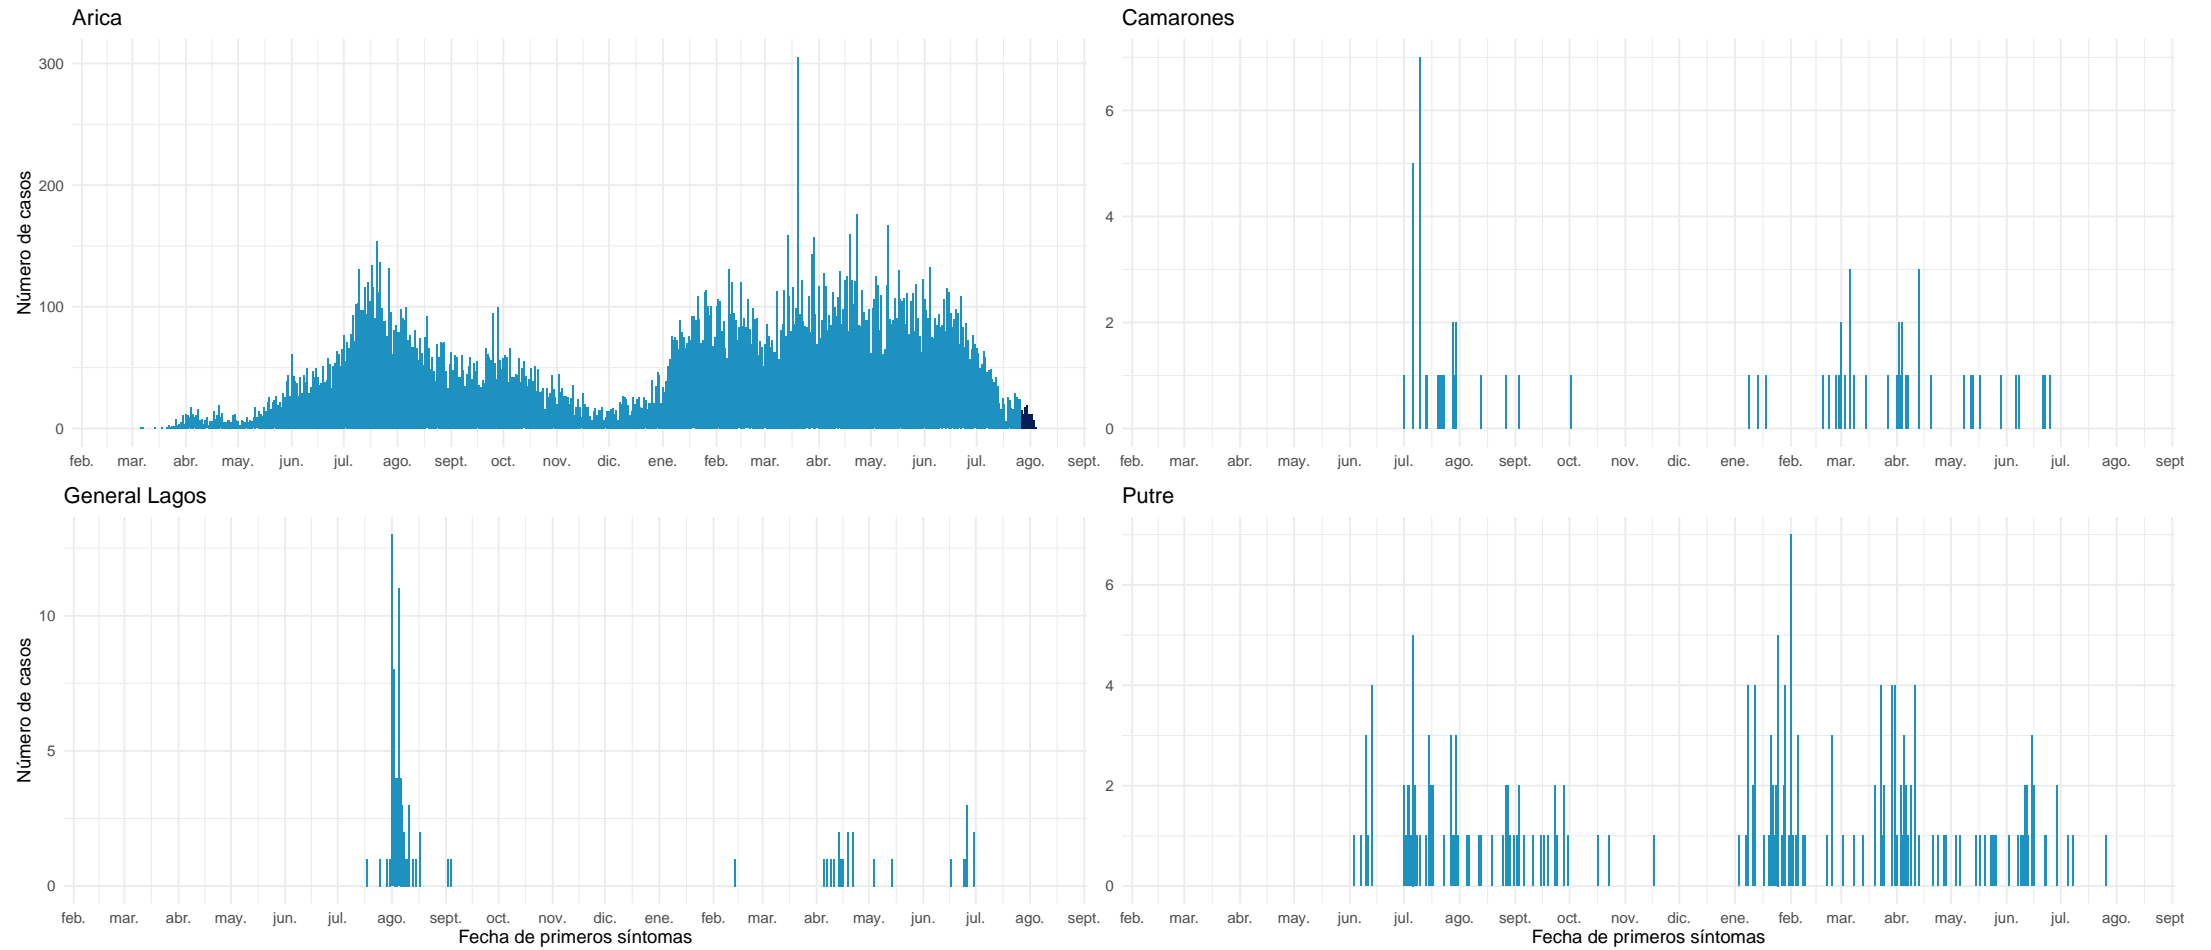 Arica
Camarones
Número de casos
300
200
100
0
6
4
2
0
feb. mar. abr. may. jun. jul. ago. sept. oct. nov. dic. ene. feb. mar. abr. may. jun. jul. ago. sept.
feb. mar. abr. may. jun. jul. ago. sept. oct. nov. dic. ene. feb. mar. abr. may. jun. jul. ago. sept
General Lagos
Putre
Número de casos
10
5
0
6
4
2
0
feb. mar. abr. may. jun. jul. ago. sept. oct. nov. dic. ene. feb. mar. abr. may. jun. jul. ago. sept.
feb. mar. abr. may. jun. jul. ago. sept. oct. nov. dic. ene. feb. mar. abr. may. jun. jul. ago. sept
Fecha de primeros síntomas
Fecha de primeros síntomas